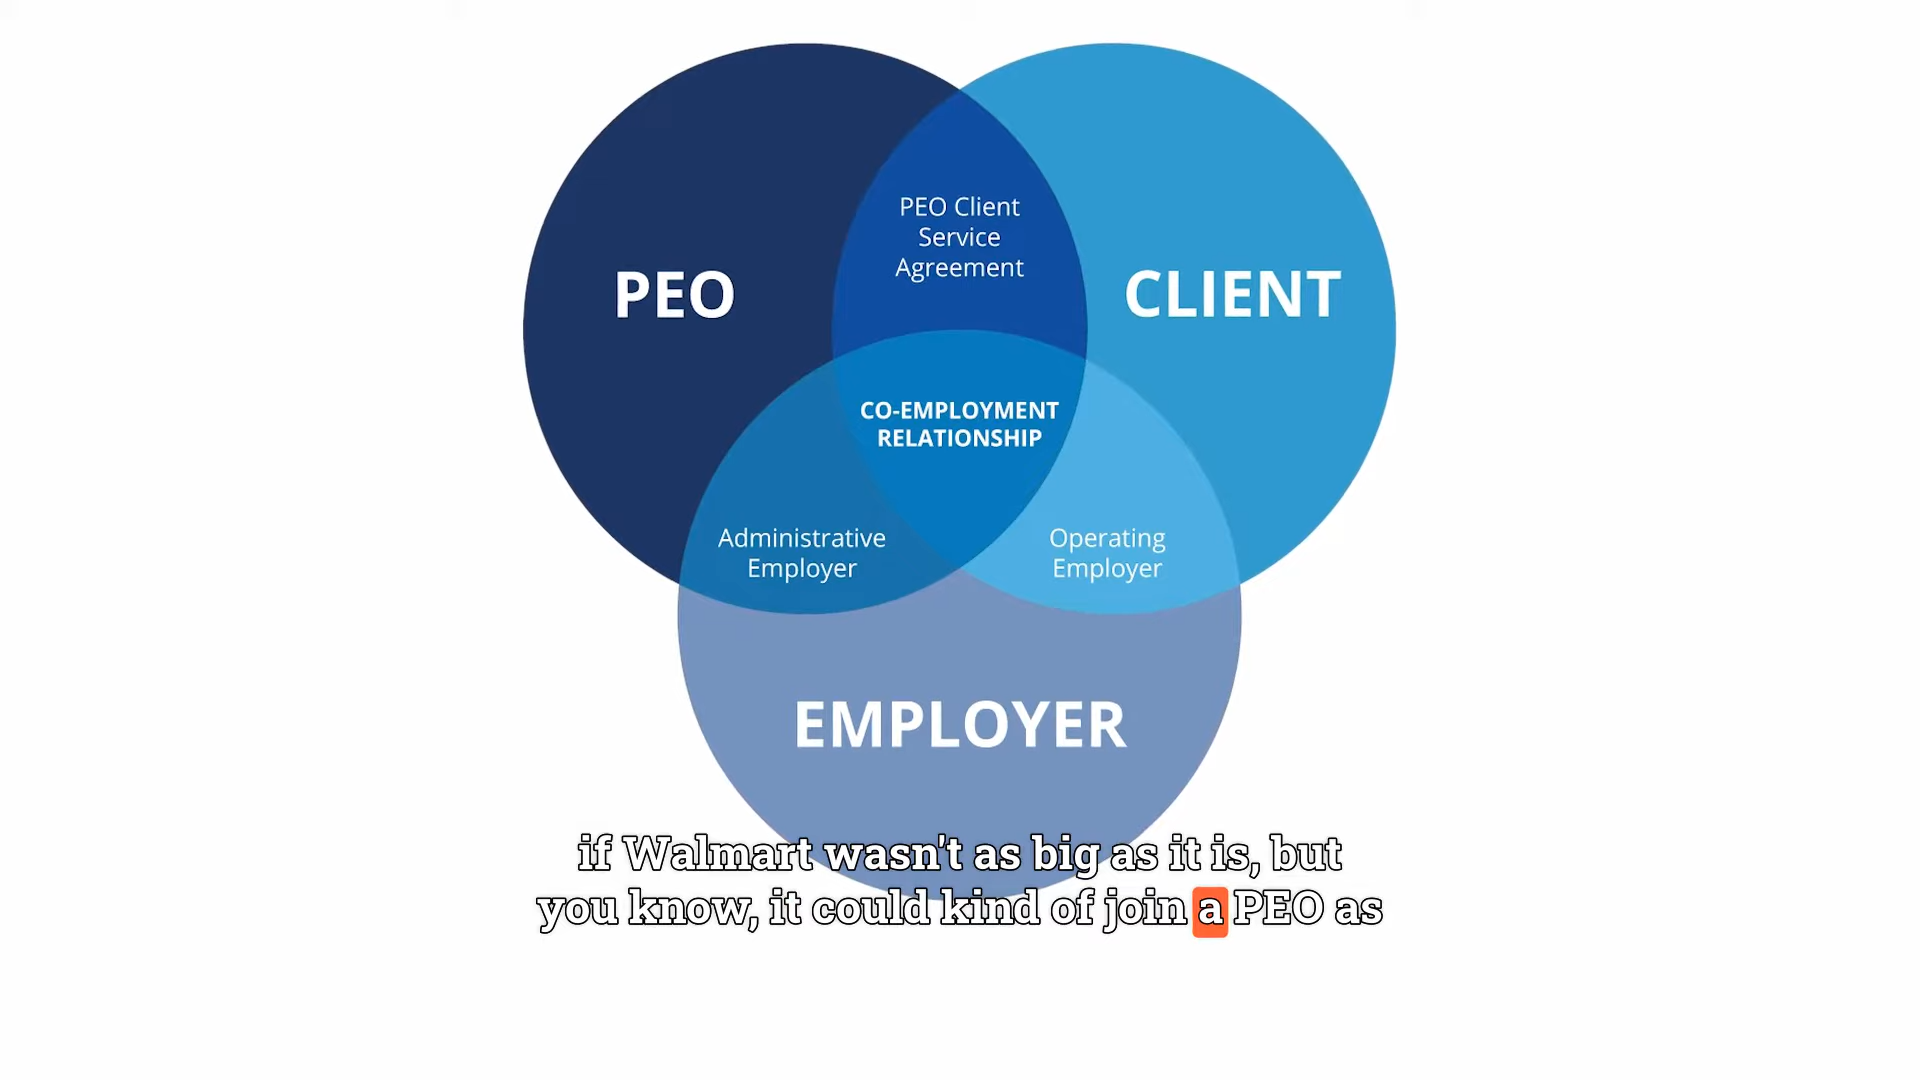 PEO Client
Service
Agreement
PEO
CLIENT
CO-EMPLOYMENT
RELATIONSHIP
Administrative
Employer
Operating
Employer
EMPLOYER
if Walmart wasn't as big as it is, but
you know, it could kind of join a PEO as